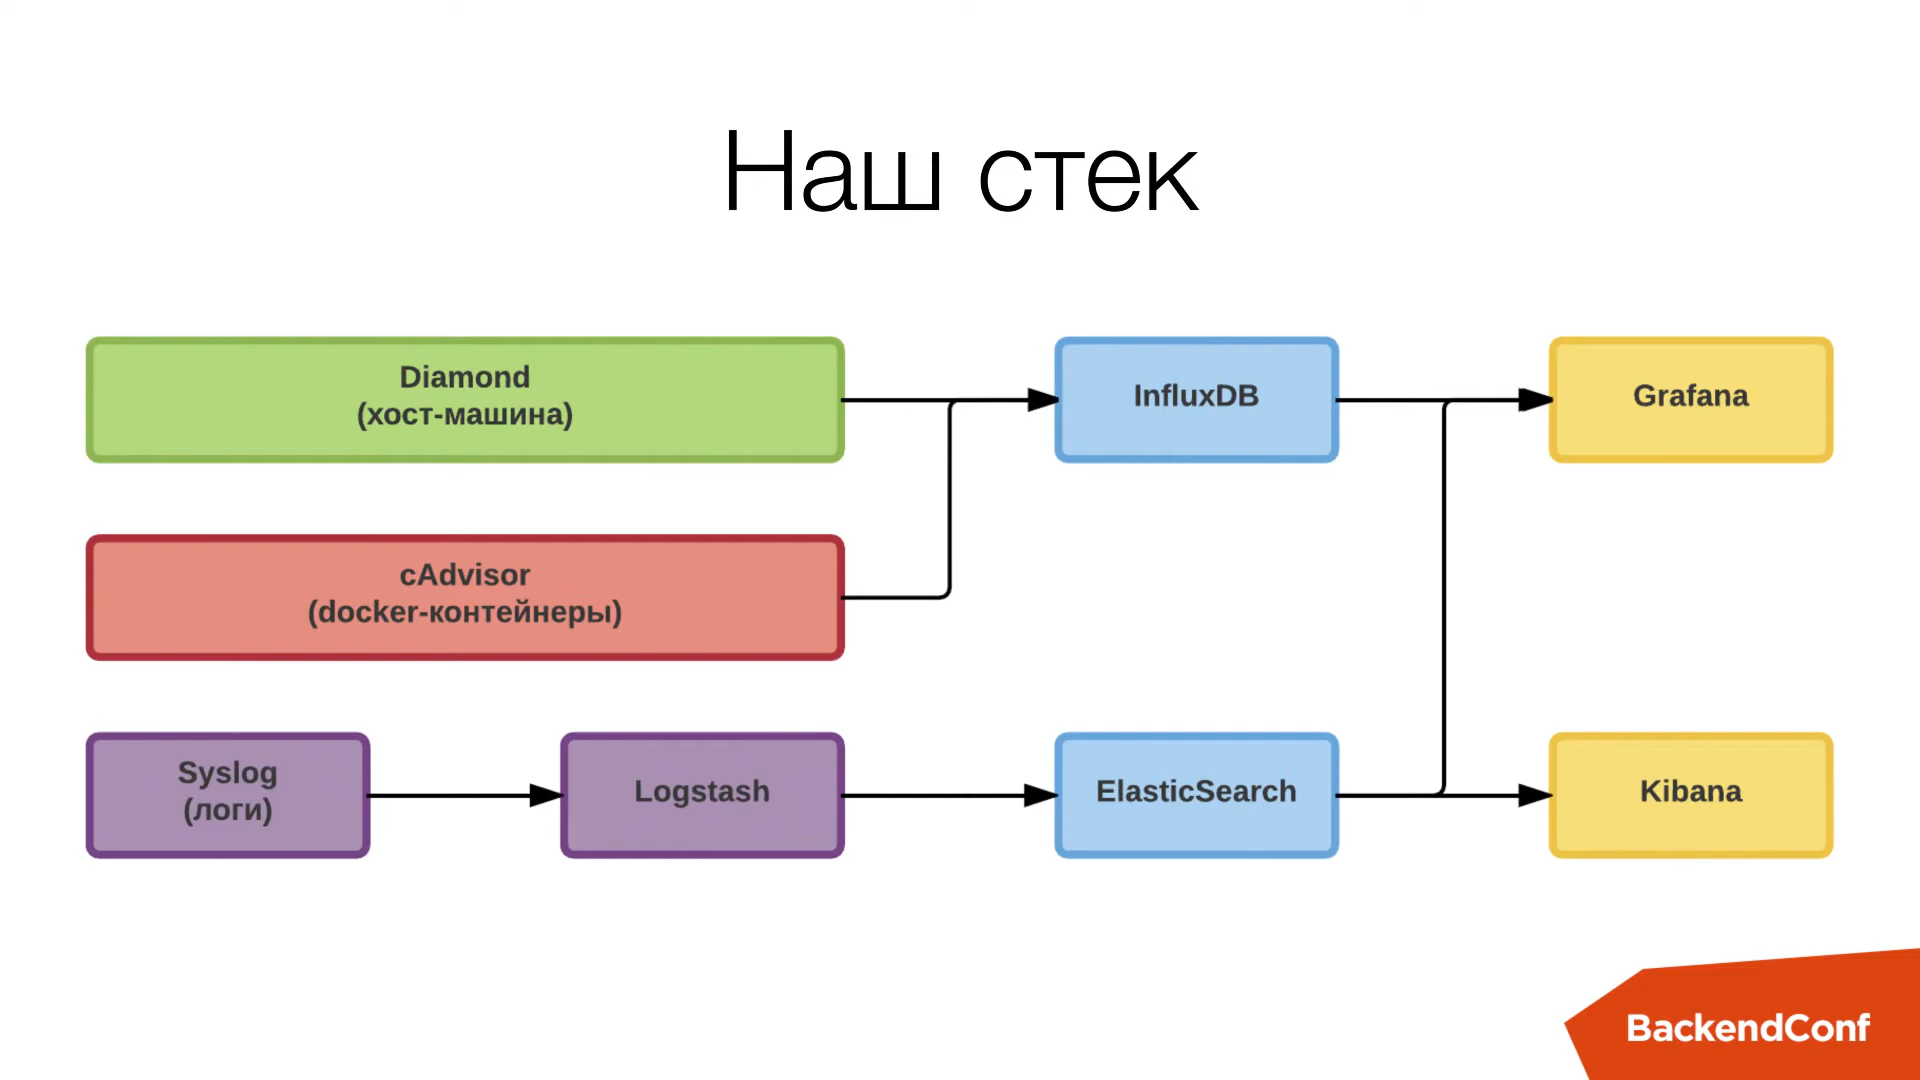 Наш стек
Diamond
(хост-машина)
InfluxDB
Grafana
cAdvisor
(docker-контейнеры)
Syslog
(логи)
Logstash
ElasticSearch
Kibana
BackendConf